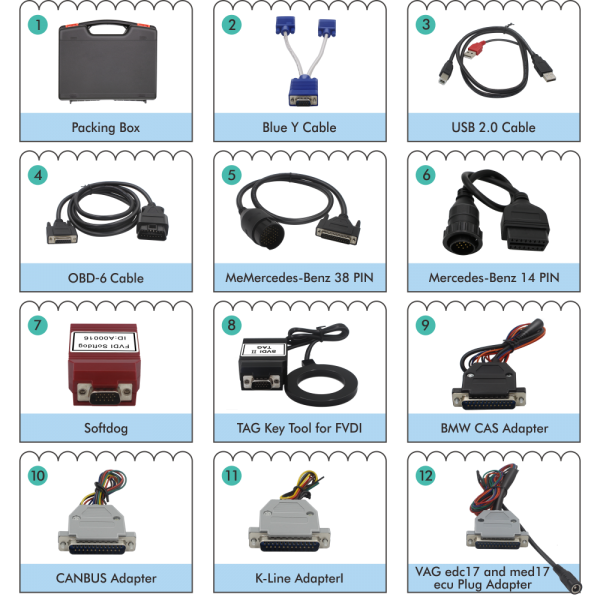 1
Packing Box
2
Blue Y Cable
3
USB 2.0 Cable
4
OBD-6 Cable
5
MeMercedes-Benz 38 PIN
6
Mercedes-Benz 14 PIN
7
FVDI Softdog
ID:A00016
Softdog
8
SVDI II
TAG
TAG Key Tool for FVDI
9
BMW CAS Adapter
10
CANBUS Adapter
11
K-Line Adapterl
12
VAG edc17 and med17
ecu Plug Adapter